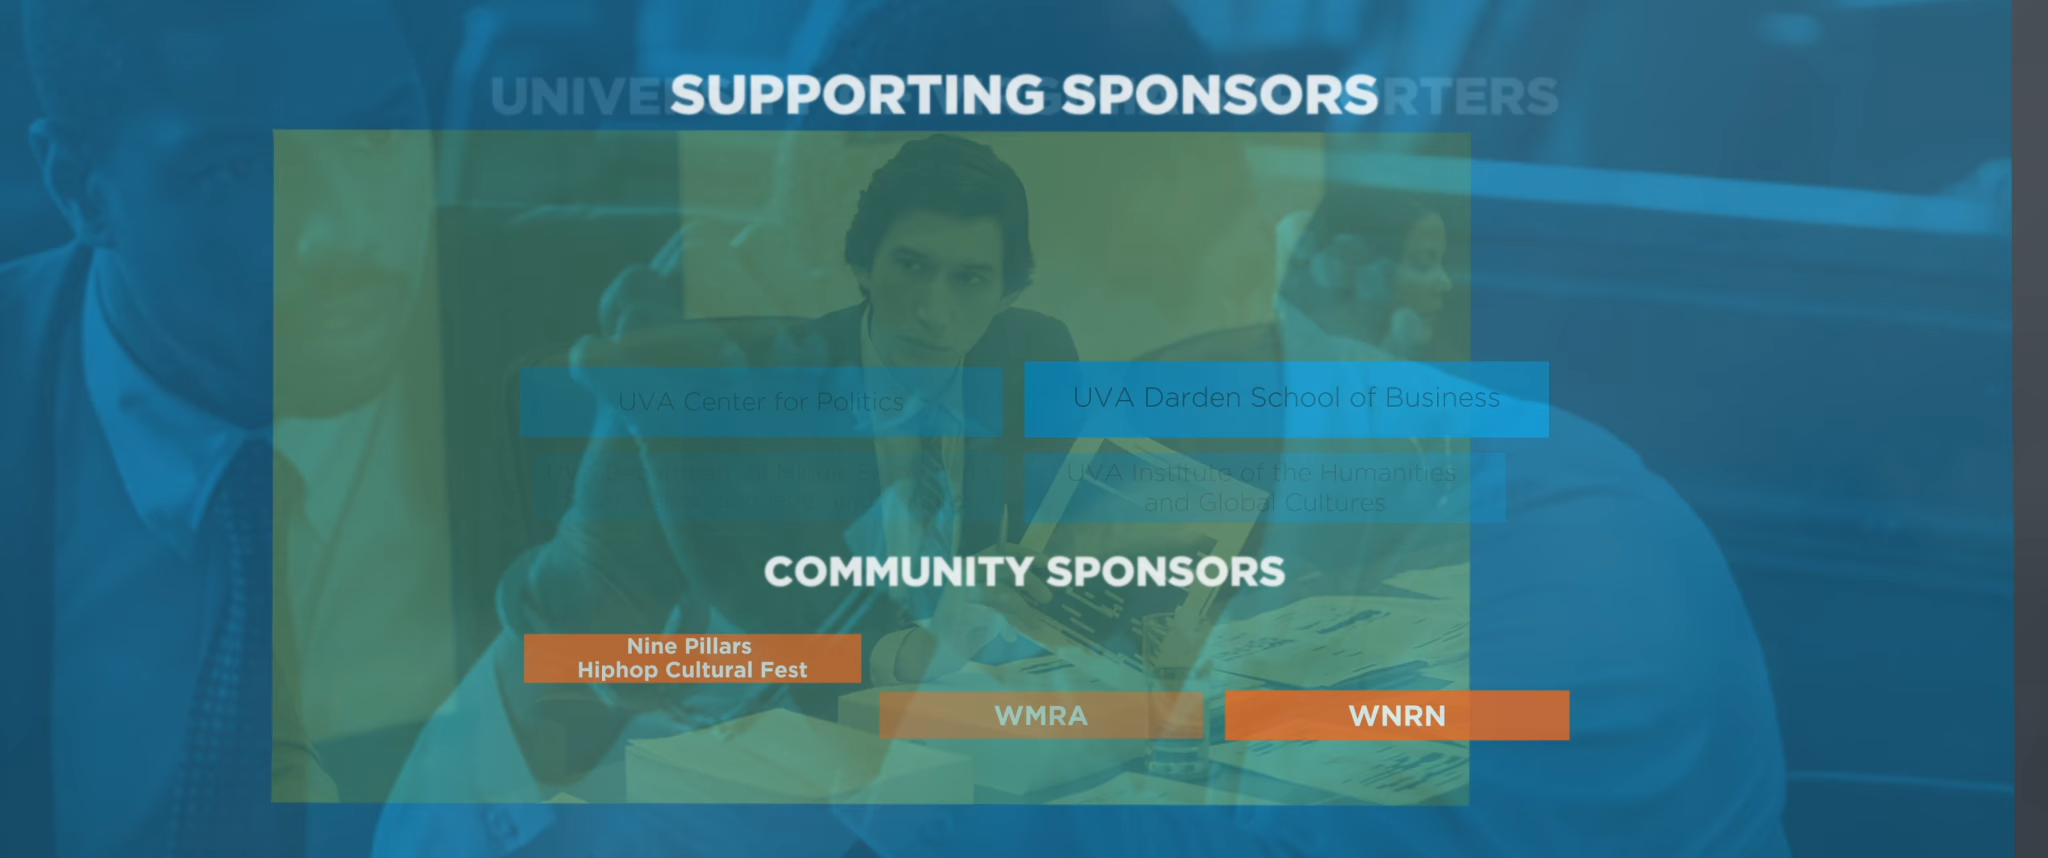 SUPPORTING SPONSORS
UVA Center for Politics
UVA Darden School of Business
UVA Institute of the Humanities
and Global Cultures
COMMUNITY SPONSORS
Nine Pillars
Hiphop Cultural Fest
WMRA
WNRN